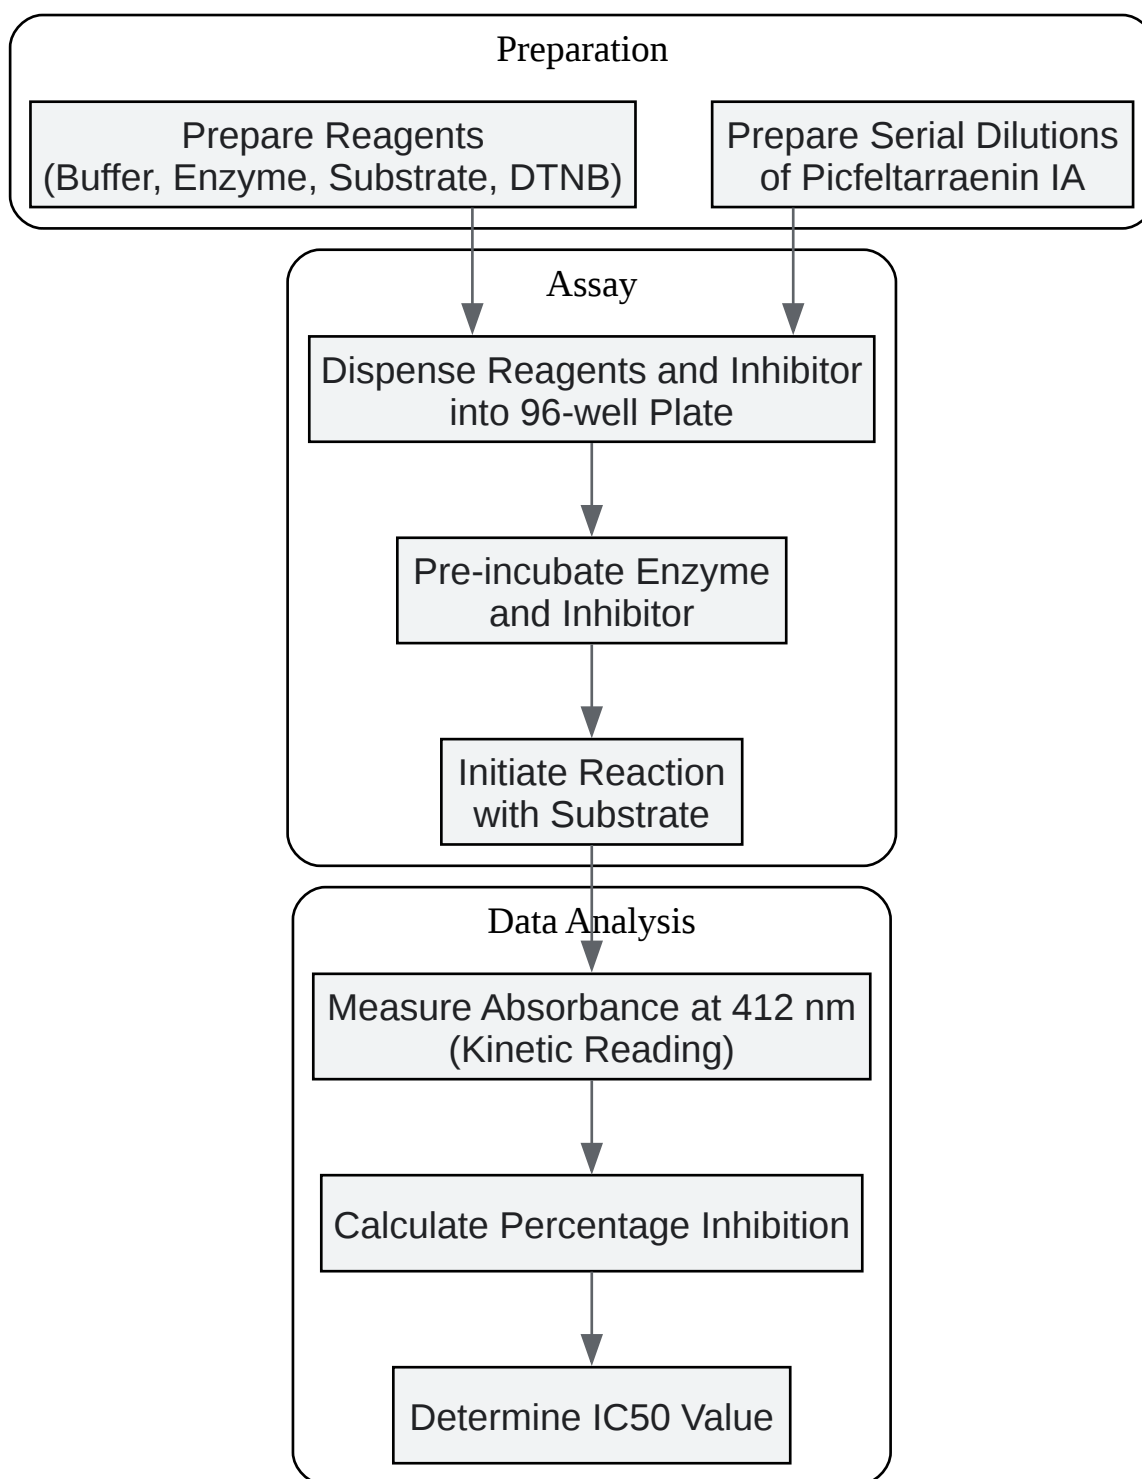 Preparation
Prepare Reagents
(Buffer, Enzyme, Substrate, DTNB)
Prepare Serial Dilutions
of Picfeltarraenin IA
Assay
Dispense Reagents and Inhibitor
into 96-well Plate
Pre-incubate Enzyme
and Inhibitor
Initiate Reaction
with Substrate
Data Analysis
Measure Absorbance at 412 nm
(Kinetic Reading)
Calculate Percentage Inhibition
Determine IC50 Value